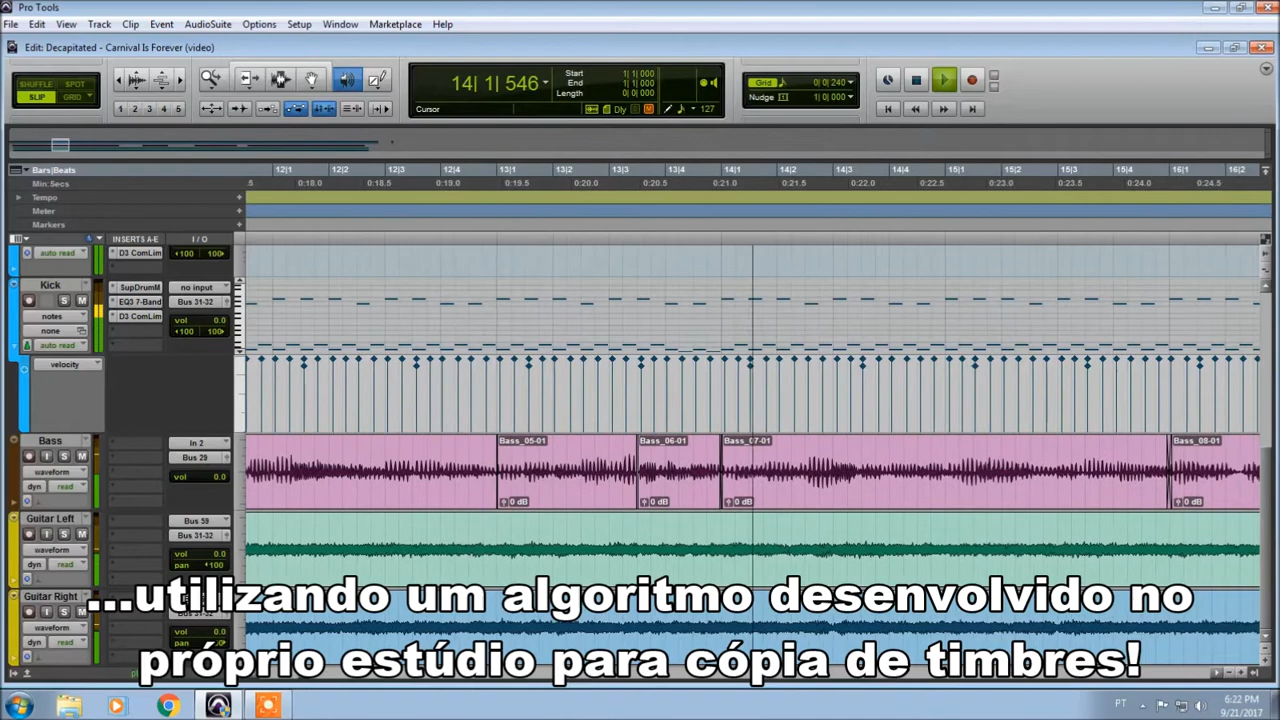 Pro Tools
File Edit View Track Clip Event AudioSuite Options Setup Window Marketplace Help
Edit: Decapitated - Carnival Is Forever (video)
SHUFFLE SPOT
SLIP GRID
1 2 3 4 5
14| 1| 546
Start 1| 1| 000
End 1| 1| 000
Length 0| 0| 000
Cursor
Dly
127
Grid 0| 0| 240
Nudge 1| 0| 000
Bars|Beats 12|1 12|2 12|3 12|4 13|1 13|2 13|3 13|4 14|1 14|2 14|3 14|4 15|1 15|2 15|3 15|4 16|1 16|2
Min:Secs .5 0:18.0 0:18.5 0:19.0 0:19.5 0:20.0 0:20.5 0:21.0 0:21.5 0:22.0 0:22.5 0:23.0 0:23.5 0:24.0 0:24.5
Tempo
Meter
Markers
INSERTS A-E I / O
auto read D3 ComLim 100 100
Kick SupDrumM no input
S M EQ3 7-Band Bus 31-32
notes D3 ComLim vol 0.0
none 100 100
auto read
velocity
Bass In 2 Bass_05-01 Bass_06-01 Bass_07-01 Bass_08-01
I S M Bus 29
waveform vol 0.0
dyn read
0 dB 0 dB 0 dB 0 dB
Guitar Left Bus 59
I S M Bus 31-32
waveform vol 0.0
dyn read pan 100
Guitar Right
waveform
dyn read vol 0.0
pan
...utilizando um algoritmo desenvolvido no
próprio estúdio para cópia de timbres!
PT 6:22 PM
9/21/2017